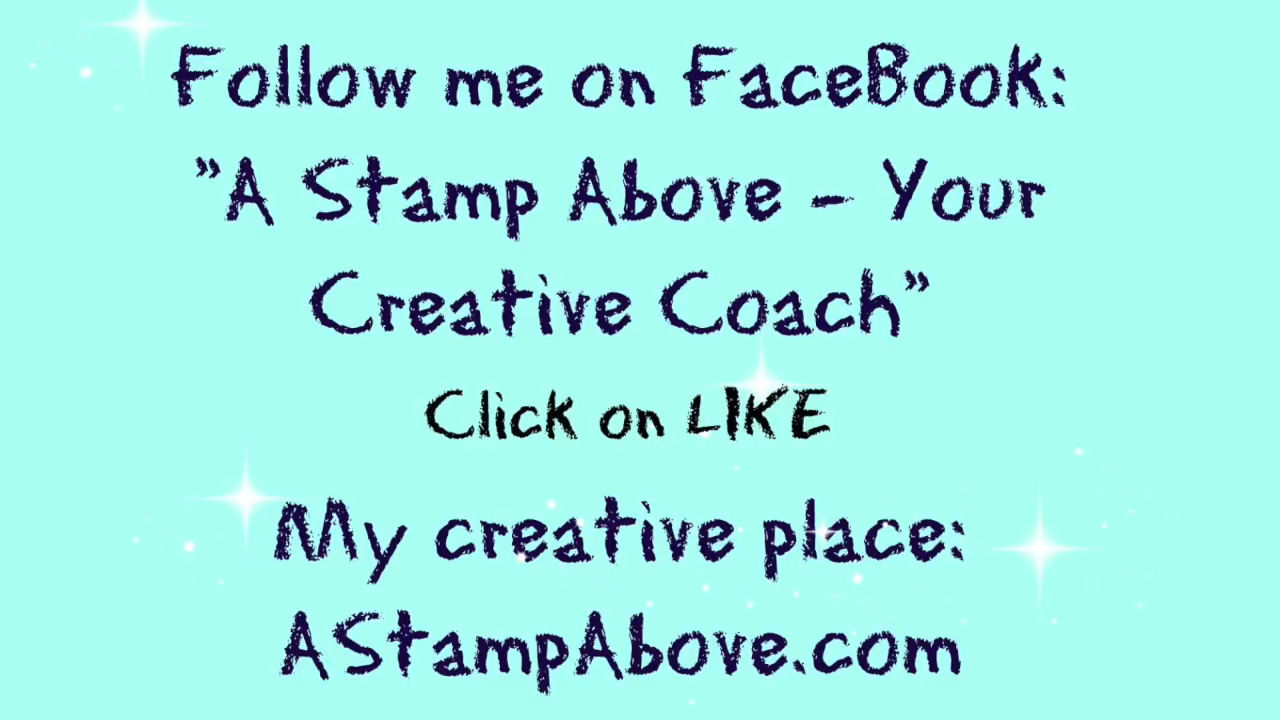 Follow me on FaceBook:
”A Stamp Above - Your
Creative Coach”
Click on LIKE
My creative place:
AStampAbove.com